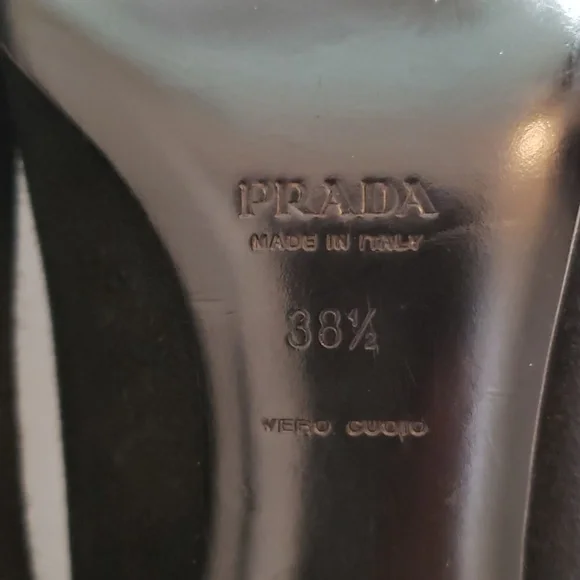 PRADA
MADE IN ITALY
38½
VERO CUOIO